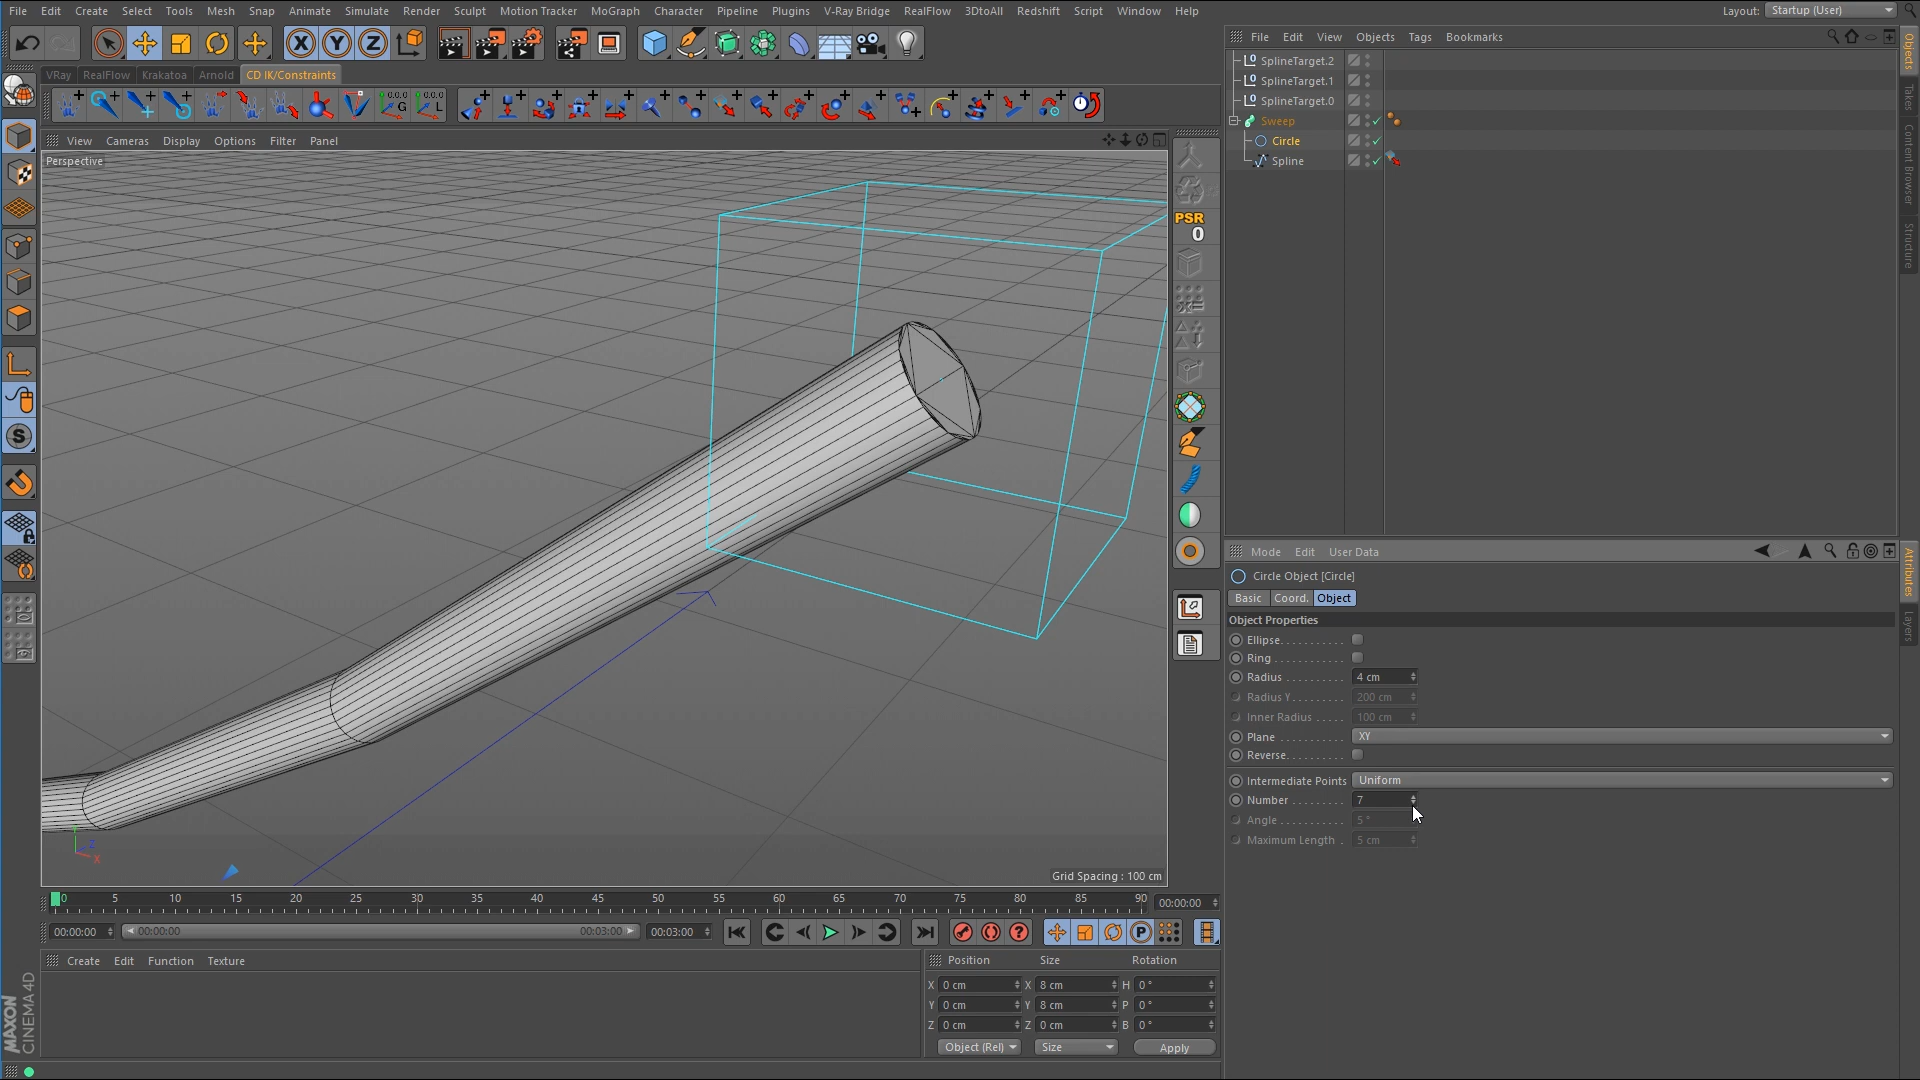 File Edit Create Select Tools Mesh Snap Animate Simulate Render Sculpt Motion Tracker MoGraph Character Pipeline Plugins V-Ray Bridge RealFlow 3DtoAll Redshift Script Window Help Layout: Startup (User)
File Edit View Objects Tags Bookmarks
Objects
Takes
Content Browser
Structure
VRay RealFlow Krakatoa Arnold CD IK/Constraints
View Cameras Display Options Filter Panel
Perspective
SplineTarget.2
SplineTarget.1
SplineTarget.0
Sweep
Circle
Spline
PSR
0
Mode Edit User Data
Attributes
Layers
Circle Object [Circle]
Basic Coord. Object
Object Properties
Ellipse
Ring
Radius 4 cm
Radius Y 200 cm
Inner Radius 100 cm
Plane XY
Reverse
Intermediate Points Uniform
Number 7
Angle 5 °
Maximum Length 5 cm
Y
Z
X
Grid Spacing : 100 cm
0 5 10 15 20 25 30 35 40 45 50 55 60 65 70 75 80 85 90 00:00:00
00:00:00 00:00:00 00:03:00 00:03:00
Create Edit Function Texture
Position Size Rotation
X 0 cm X 8 cm H 0 °
Y 0 cm Y 8 cm P 0 °
Z 0 cm Z 0 cm B 0 °
Object (Rel) Size Apply
MAXON
CINEMA 4D